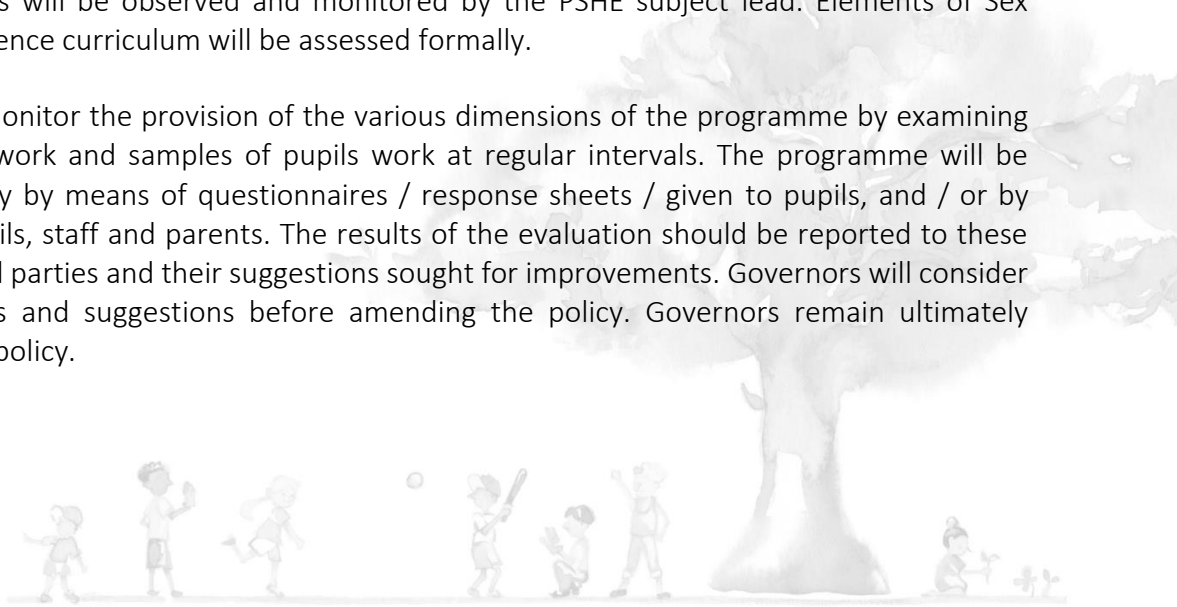 s will be observed and monitored by the PSHE subject lead. Elements of Sex
ence curriculum will be assessed formally.
onitor the provision of the various dimensions of the programme by examining
work and samples of pupils work at regular intervals. The programme will be
y by means of questionnaires / response sheets / given to pupils, and / or by
ils, staff and parents. The results of the evaluation should be reported to these
parties and their suggestions sought for improvements. Governors will consider
s and suggestions before amending the policy. Governors remain ultimately
policy.